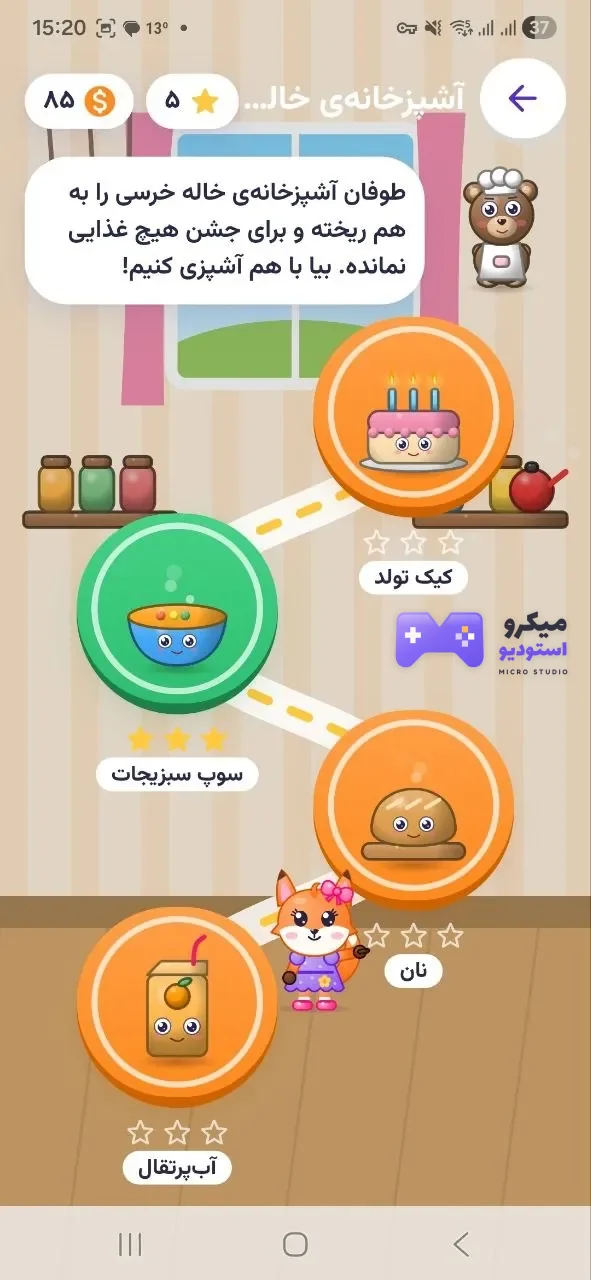 15:20 13° 37
آشپزخانه‌ی خال...
۵
۸۵
طوفان آشپزخانه‌ی خاله خرسی را به
هم ریخته و برای جشن هیچ غذایی
نمانده. بیا با هم آشپزی کنیم!
کیک تولد
میکرو
استودیو
MICRO STUDIO
سوپ سبزیجات
نان
آب‌پرتقال